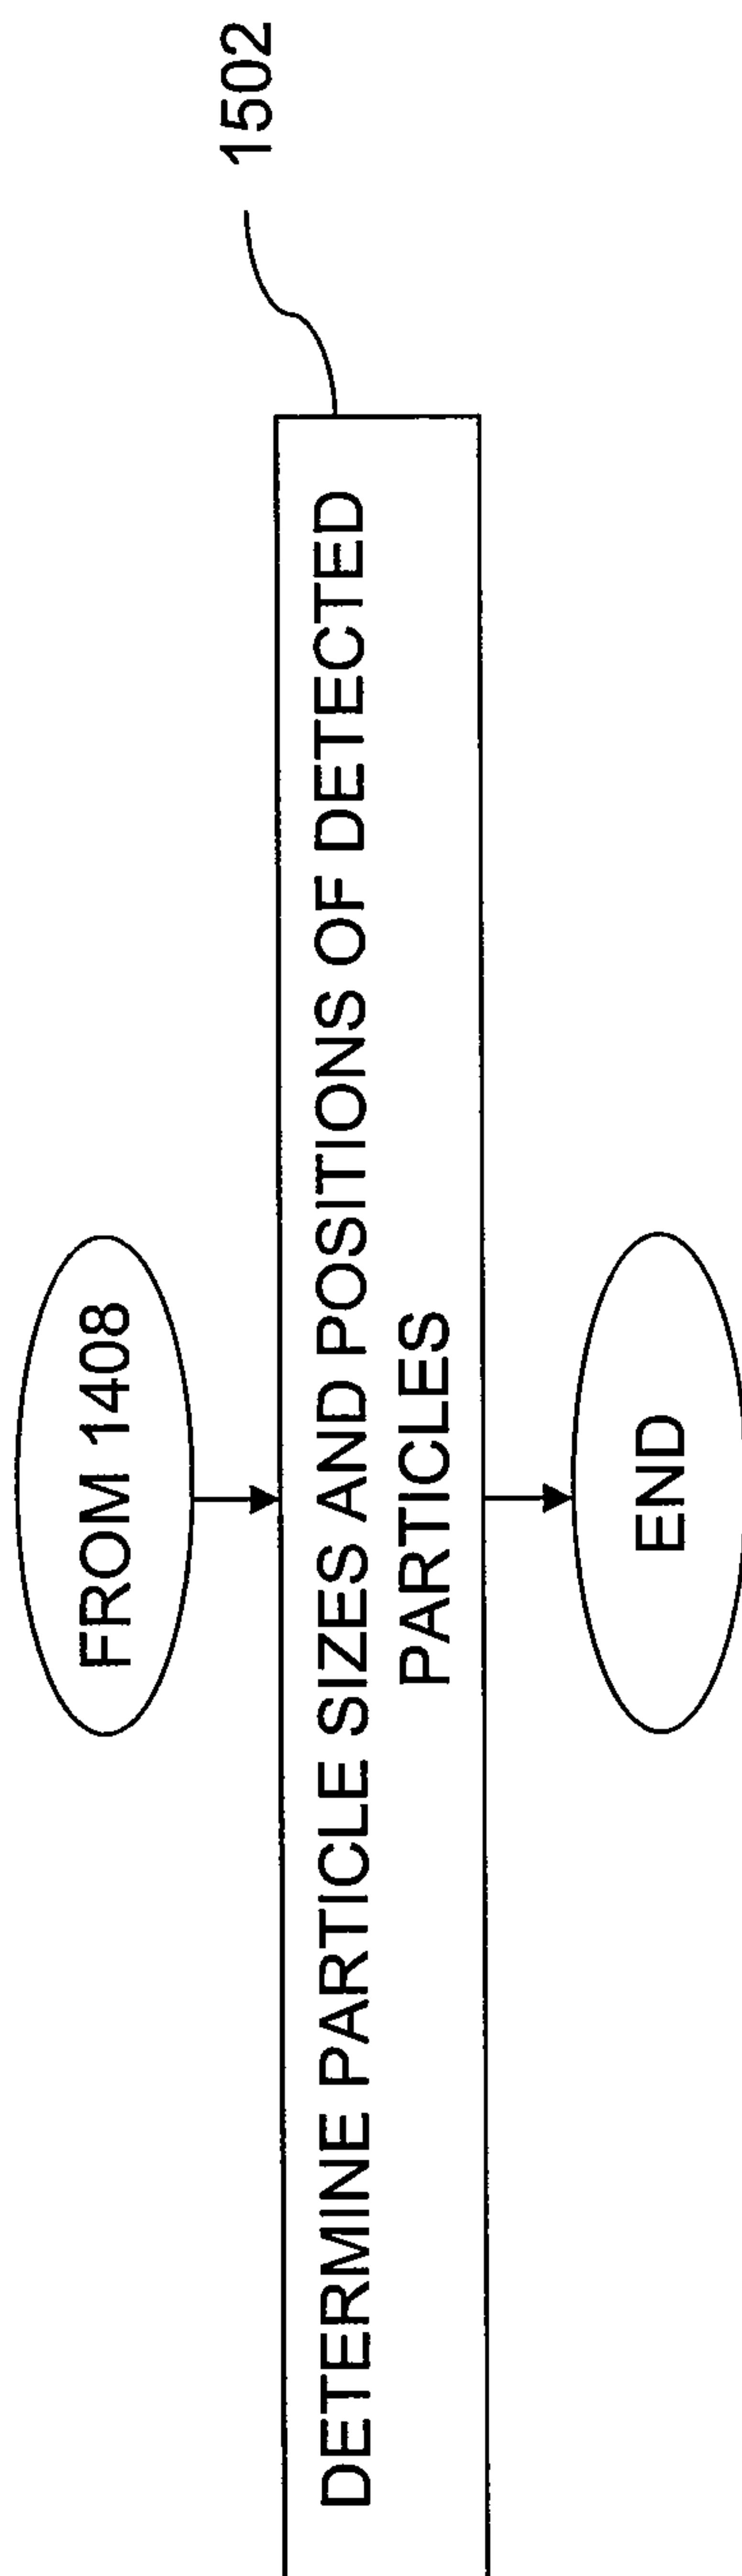 FROM 1408
1502
DETERMINE PARTICLE SIZES AND POSITIONS OF DETECTED
PARTICLES
END